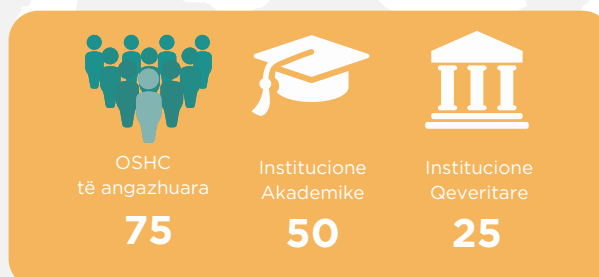 OSHC
të angazhuara
75
Institucione
Akademike
50
Institucione
Qeveritare
25